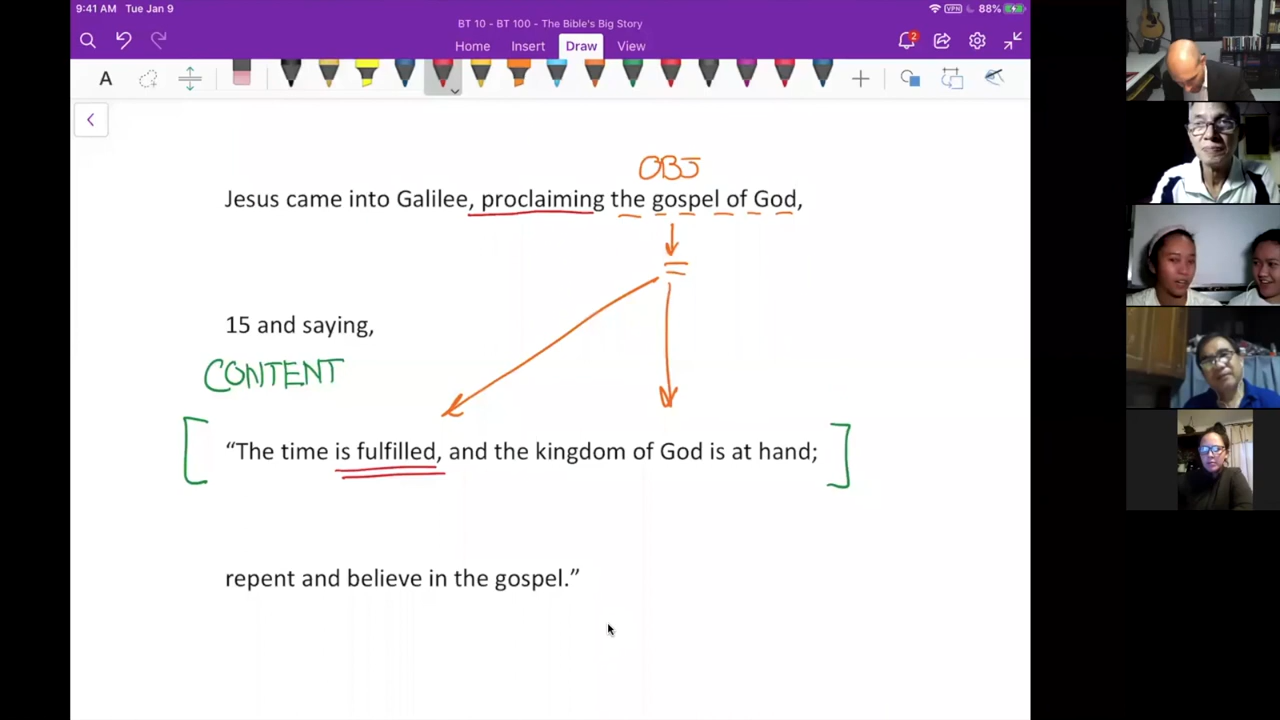 9:41 AM Tue Jan 9
VPN 88%
BT 10 - BT 100 - The Bible's Big Story
Home Insert Draw View
2
A
OBJ
Jesus came into Galilee, proclaiming the gospel of God,
15 and saying,
CONTENT
[ “The time is fulfilled, and the kingdom of God is at hand; ]
repent and believe in the gospel.”